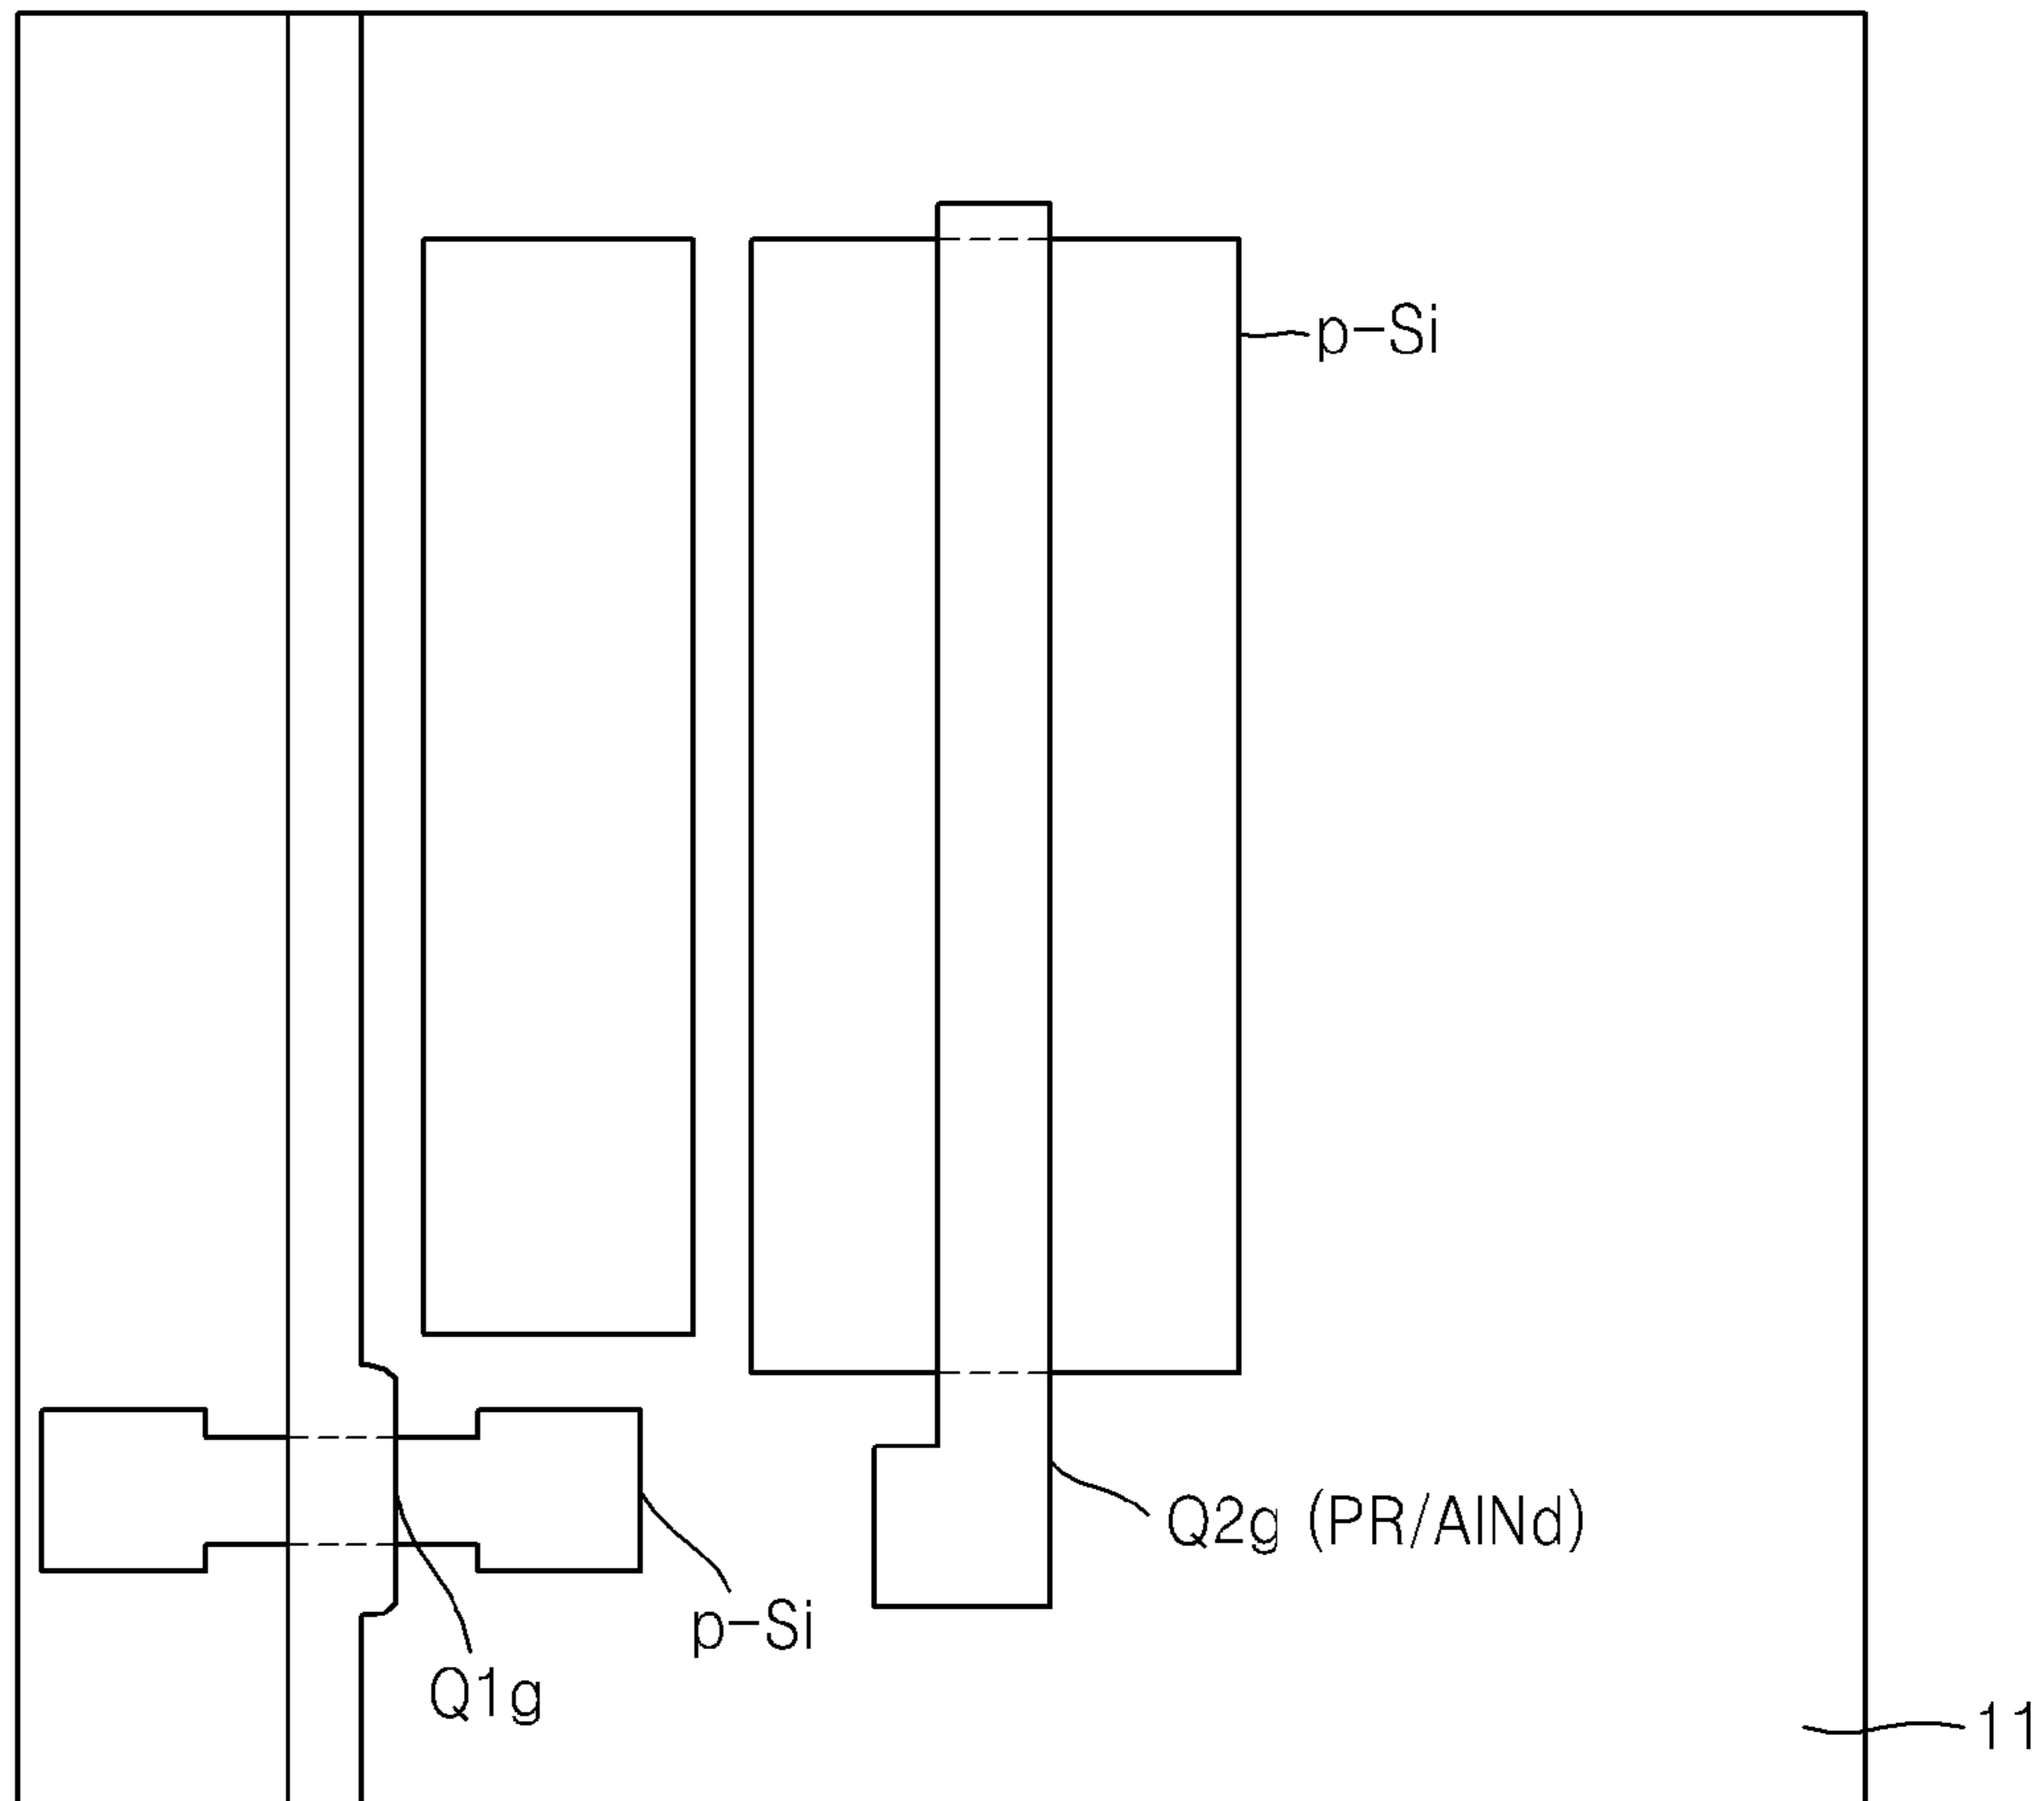 p-Si
Q2g (PR/AlNd)
p-Si
Q1g
11